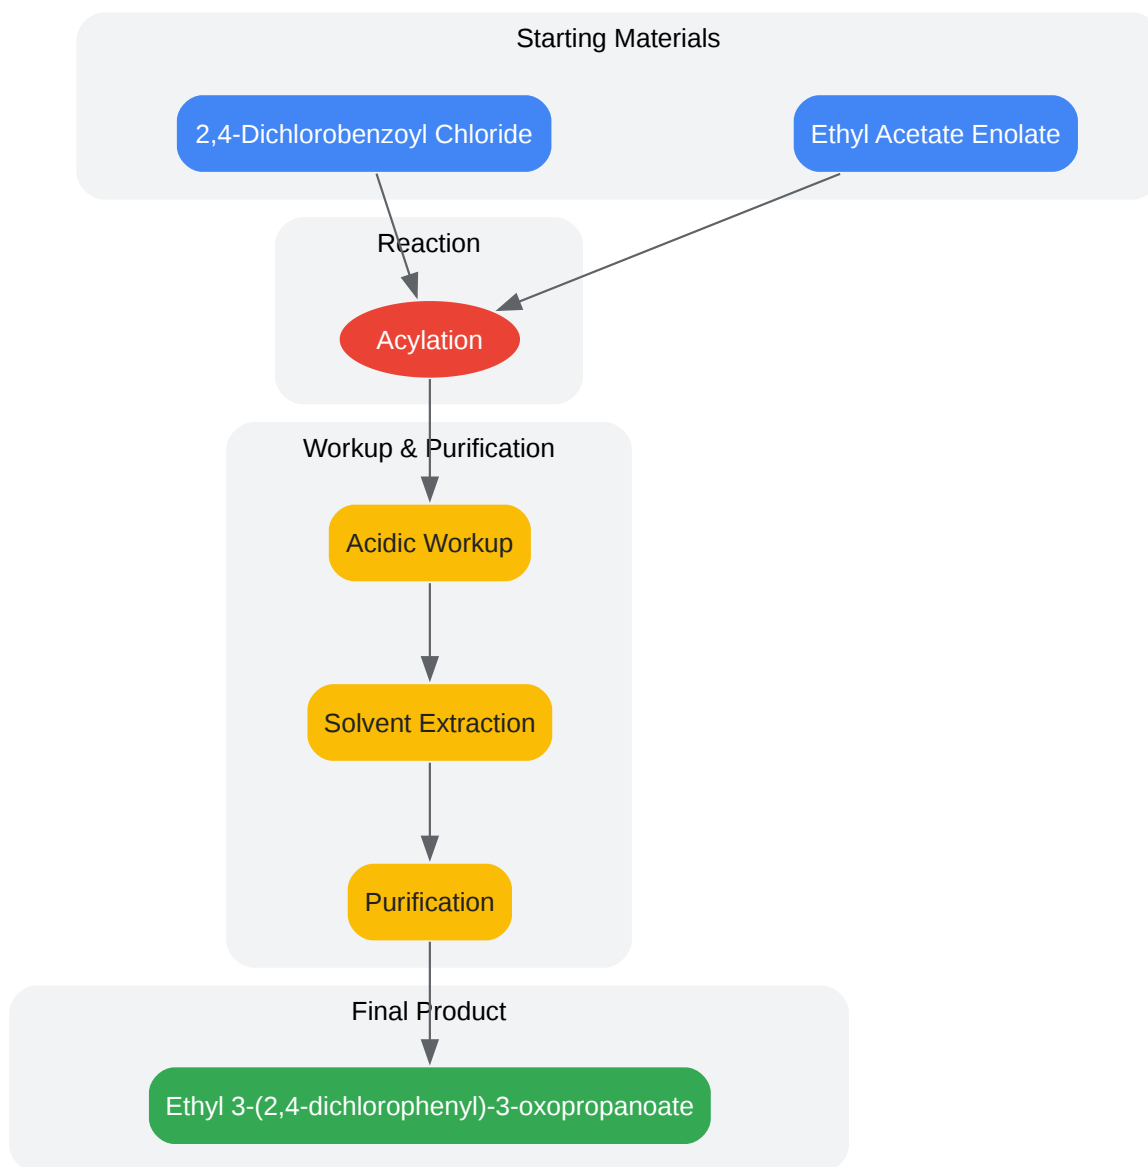 Starting Materials
2,4-Dichlorobenzoyl Chloride
Ethyl Acetate Enolate
Reaction
Acylation
Workup & Purification
Acidic Workup
Solvent Extraction
Purification
Final Product
Ethyl 3-(2,4-dichlorophenyl)-3-oxopropanoate